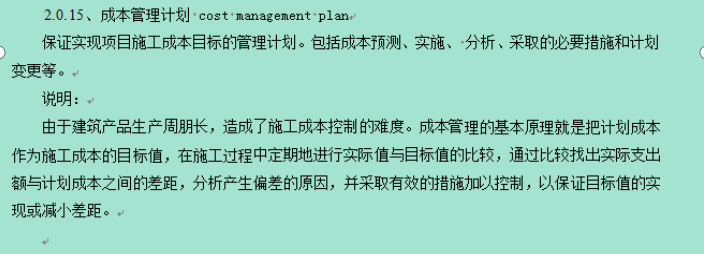 2.0.15、成本管理计划 cost management plan
保证实现项目施工成本目标的管理计划。包括成本预测、实施、 分析、采取的必要措施和计划
变更等。
说明：
由于建筑产品生产周朋长，造成了施工成本控制的难度。成本管理的基本原理就是把计划成本
作为施工成本的目标值，在施工过程中定期地进行实际值与目标值的比较，通过比较找出实际支出
额与计划成本之间的差距，分析产生偏差的原因，并采取有效的措施加以控制，以保证目标值的实
现或减小差距。